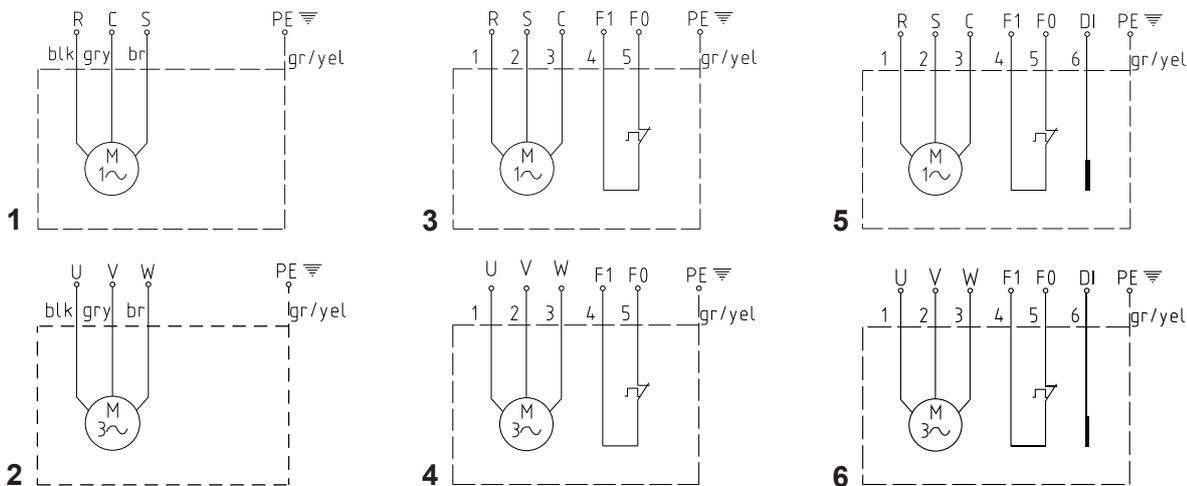 R C S PE
blk gry br gr/yel
M
1~
1
R S C F1 F0 PE
1 2 3 4 5 gr/yel
M
1~
3
R S C F1 F0 DI PE
1 2 3 4 5 6 gr/yel
M
1~
5
U V W PE
blk gry br gr/yel
M
3~
2
U V W F1 F0 PE
1 2 3 4 5 gr/yel
M
3~
4
U V W F1 F0 DI PE
1 2 3 4 5 6 gr/yel
M
3~
6